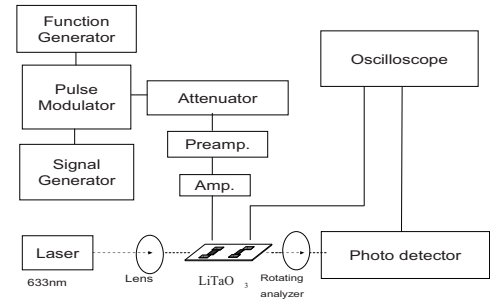 Function
Generator
Pulse
Modulator
Signal
Generator
Attenuator
Preamp.
Amp.
Oscilloscope
Laser
633nm
Lens
LiTaO 3
Rotating
analyzer
Photo detector